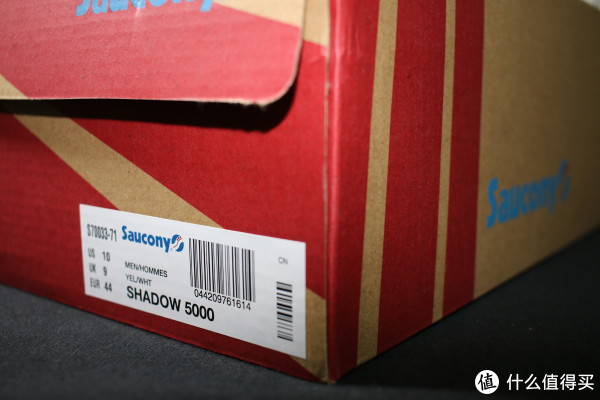 Saucony
S70033-71
Saucony
US 10
UK 9
EUR 44
MEN/HOMMES
YEL/WHT
SHADOW 5000
044209761614
CN
Saucony
值 什么值得买